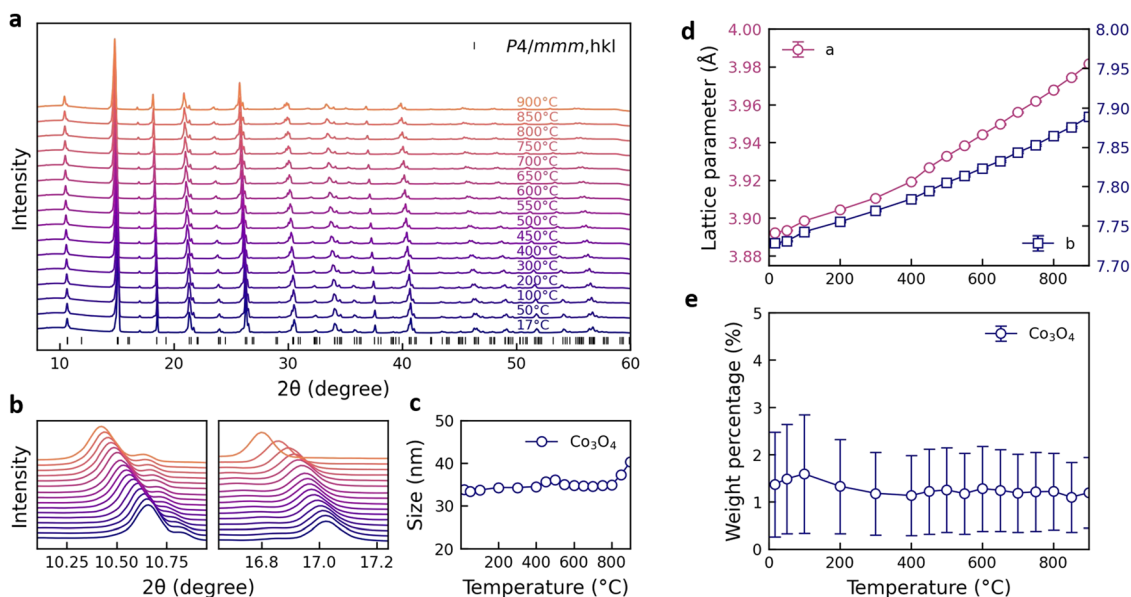 a
P4/mmm,hkl
900°C
850°C
800°C
750°C
700°C
650°C
600°C
550°C
500°C
450°C
400°C
300°C
200°C
100°C
50°C
17°C
Intensity
10 20 30 40 50 60
2θ (degree)
b
Intensity
10.25 10.50 10.75
16.8 17.0 17.2
2θ (degree)
c
50
40
30
20
Size (nm)
Co₃O₄
200 400 600 800
Temperature (°C)
d
4.00
3.98
3.96
3.94
3.92
3.90
3.88
Lattice parameter (Å)
a
b
8.00
7.95
7.90
7.85
7.80
7.75
7.70
0 200 400 600 800
e
5
4
3
2
1
0
Weight percentage (%)
Co₃O₄
0 200 400 600 800
Temperature (°C)